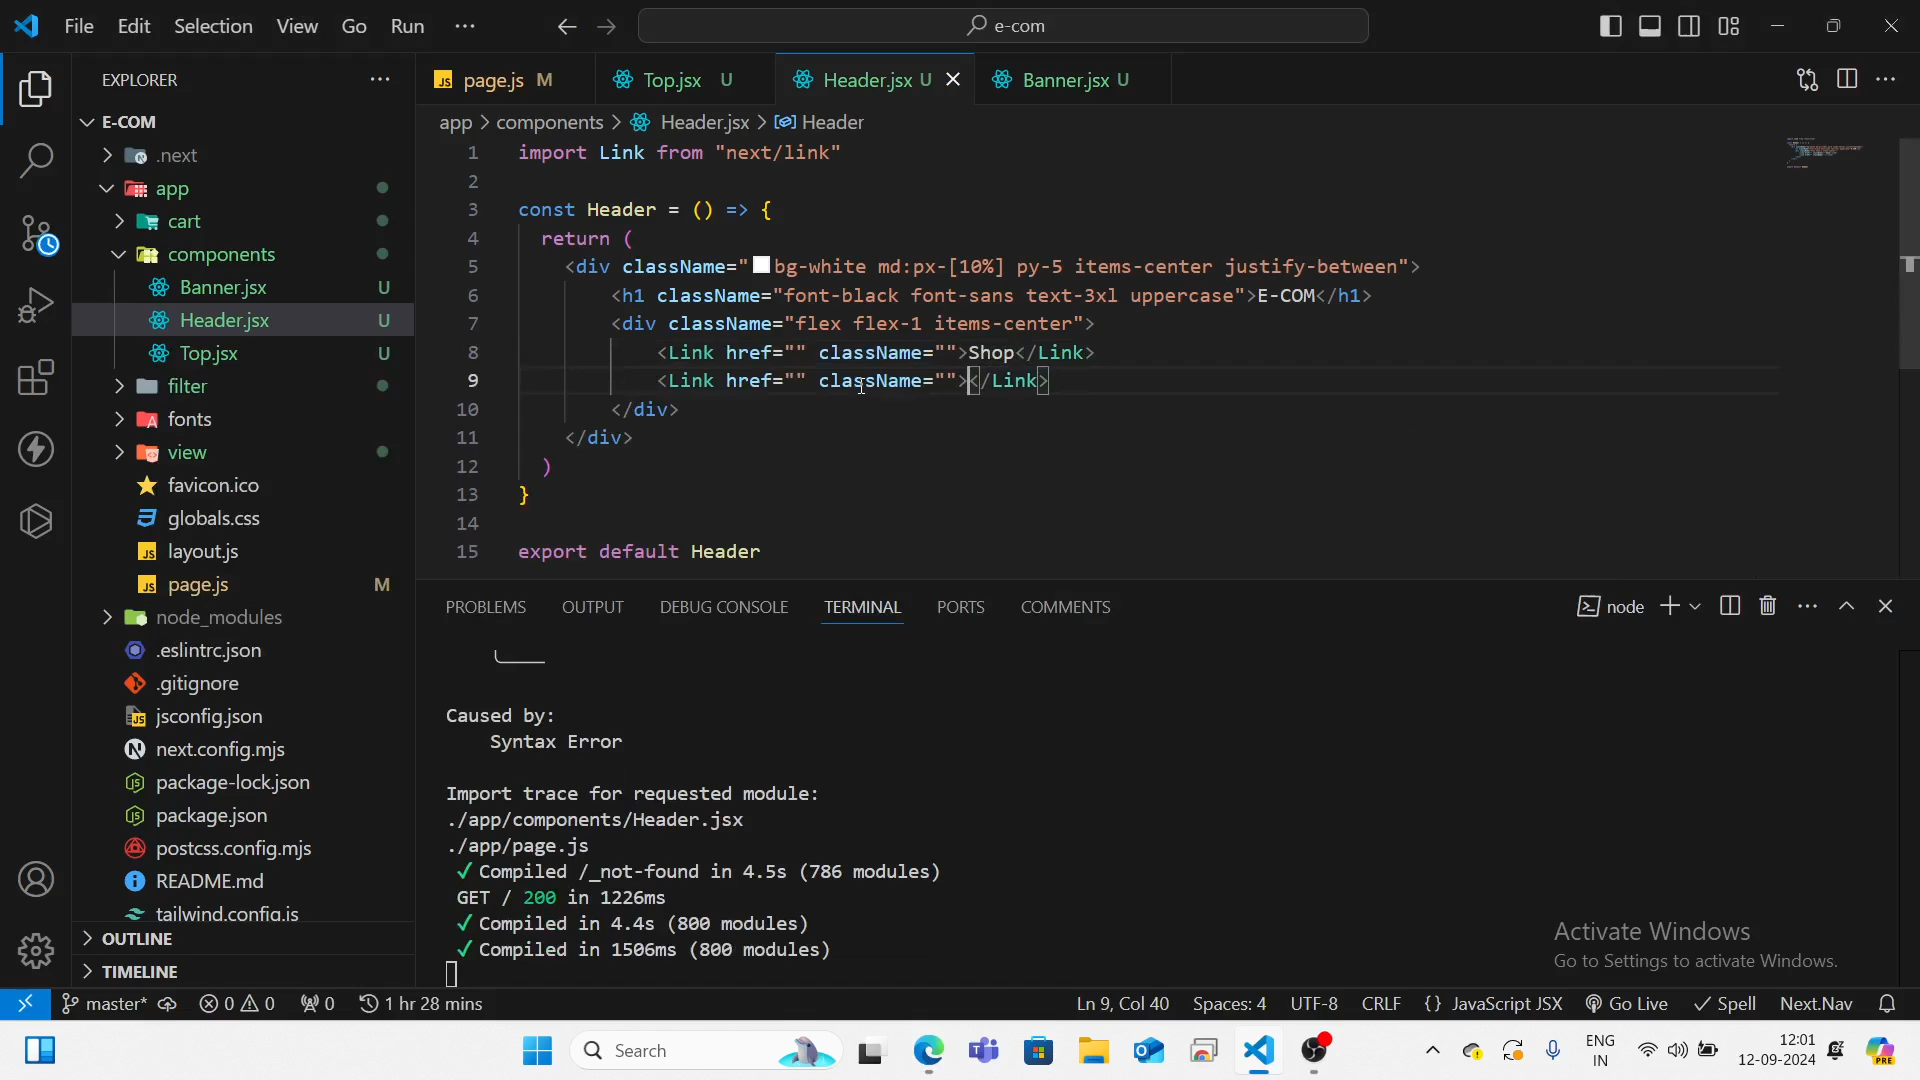 File Edit Selection View Go Run ··· e-com
EXPLORER ···
page.js M Top.jsx U Header.jsx U Banner.jsx U
E-COM
.next
app
cart
components
Banner.jsx U
Header.jsx U
Top.jsx U
filter
fonts
view
favicon.ico
globals.css
layout.js
page.js M
node_modules
.eslintrc.json
.gitignore
jsconfig.json
next.config.mjs
package-lock.json
package.json
postcss.config.mjs
README.md
tailwind.config.js
OUTLINE
TIMELINE
app > components > Header.jsx > Header
1 import Link from "next/link"
2
3 const Header = () => {
4 return (
5 <div className="bg-white md:px-[10%] py-5 items-center justify-between">
6 <h1 className="font-black font-sans text-3xl uppercase">E-COM</h1>
7 <div className="flex flex-1 items-center">
8 <Link href="" className="">Shop</Link>
9 <Link href="" className=""></Link>
10 </div>
11 </div>
12 )
13 }
14
15 export default Header
PROBLEMS OUTPUT DEBUG CONSOLE TERMINAL PORTS COMMENTS node
Caused by:
Syntax Error
Import trace for requested module:
./app/components/Header.jsx
./app/page.js
✓ Compiled /_not-found in 4.5s (786 modules)
GET / 200 in 1226ms
✓ Compiled in 4.4s (800 modules)
✓ Compiled in 1506ms (800 modules)
Activate Windows
Go to Settings to activate Windows.
master* 0 0 0 1 hr 28 mins Ln 9, Col 40 Spaces: 4 UTF-8 CRLF {} JavaScript JSX Go Live Spell Next.Nav
Search
ENG
IN
12:01
12-09-2024
PRE